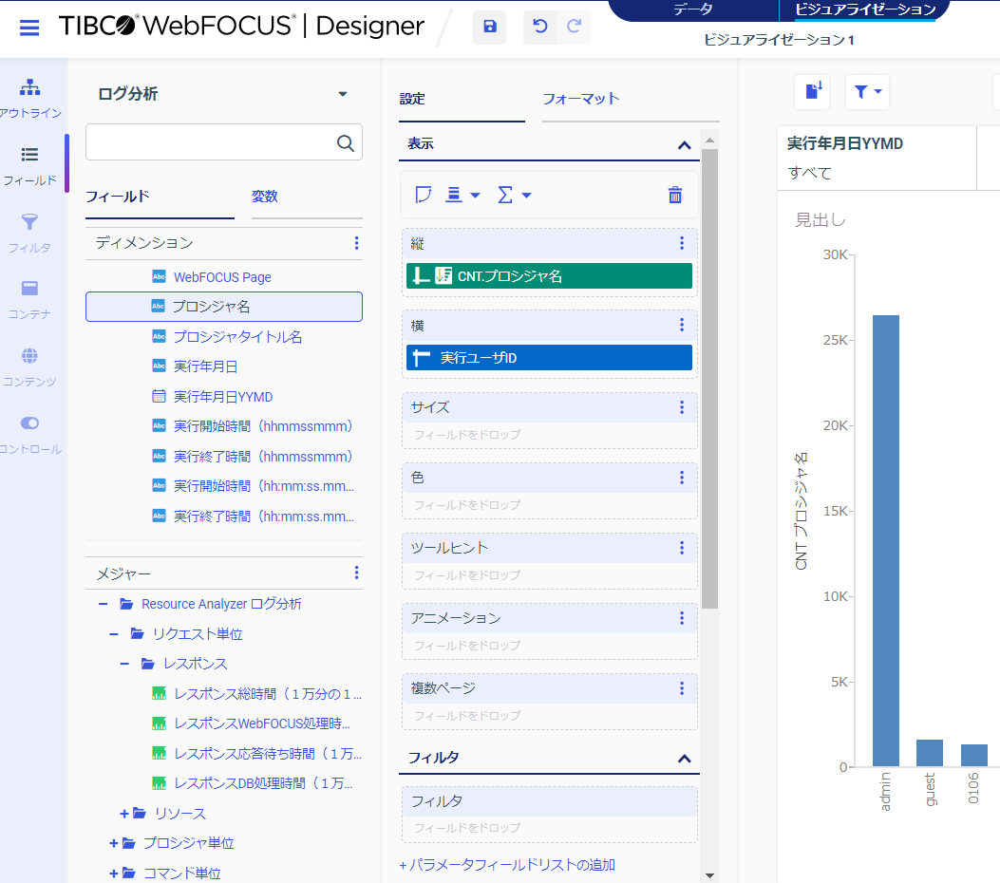 TIBCO® WebFOCUS® | Designer
データ
ビジュアライゼーション
ビジュアライゼーション 1
アウトライン
フィールド
フィルタ
コンテナ
コンテンツ
コントロール
ログ分析
フィールド
変数
ディメンション
Abc WebFOCUS Page
Abc プロシジャ名
Abc プロシジャタイトル名
Abc 実行年月日
実行年月日YYMD
Abc 実行開始時間（hhmmssmmm）
Abc 実行終了時間（hhmmssmmm）
Abc 実行開始時間（hh:mm:ss.mm...
Abc 実行終了時間（hh:mm:ss.mm...
メジャー
− Resource Analyzer ログ分析
− リクエスト単位
− レスポンス
レスポンス総時間（１万分の１...
レスポンスWebFOCUS処理時...
レスポンス応答待ち時間（１万...
レスポンスDB処理時間（１万...
+ リソース
+ プロシジャ単位
+ コマンド単位
設定
フォーマット
表示
縦
CNT.プロシジャ名
横
実行ユーザID
サイズ
フィールドをドロップ
色
フィールドをドロップ
ツールヒント
フィールドをドロップ
アニメーション
フィールドをドロップ
複数ページ
フィールドをドロップ
フィルタ
フィルタ
フィールドをドロップ
+ パラメータフィールドリストの追加
実行年月日YYMD
すべて
見出し
CNT プロシジャ名
30K
25K
20K
15K
10K
5K
0
admin
guest
0106